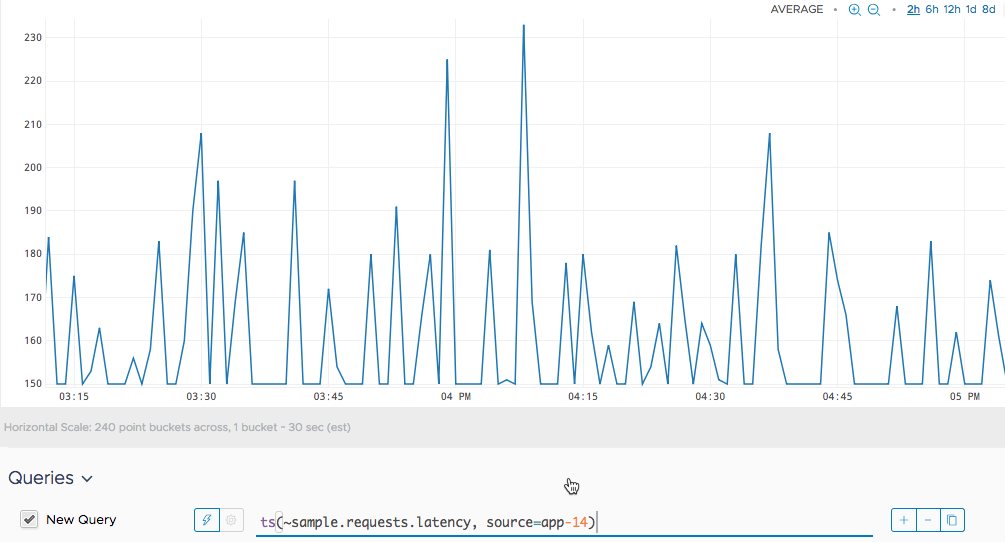 AVERAGE • 2h 6h 12h 1d 8d
230
220
210
200
190
180
170
160
150
03:15 03:30 03:45 04 PM 04:15 04:30 04:45 05 PM
Horizontal Scale: 240 point buckets across, 1 bucket ~ 30 sec (est)
Queries
New Query ts(~sample.requests.latency, source=app-14)